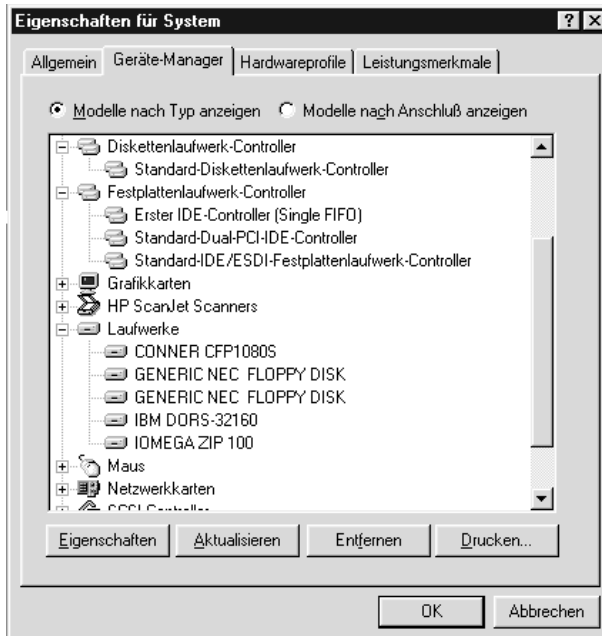 Eigenschaften für System
Allgemein Geräte-Manager Hardwareprofile Leistungsmerkmale
Modelle nach Typ anzeigen Modelle nach Anschluß anzeigen
Diskettenlaufwerk-Controller
Standard-Diskettenlaufwerk-Controller
Festplattenlaufwerk-Controller
Erster IDE-Controller (Single FIFO)
Standard-Dual-PCI-IDE-Controller
Standard-IDE/ESDI-Festplattenlaufwerk-Controller
Grafikkarten
HP ScanJet Scanners
Laufwerke
CONNER CFP1080S
GENERIC NEC FLOPPY DISK
GENERIC NEC FLOPPY DISK
IBM DORS-32160
IOMEGA ZIP 100
Maus
Netzwerkkarten
SCSI-Controller
Eigenschaften Aktualisieren Entfernen Drucken...
OK Abbrechen